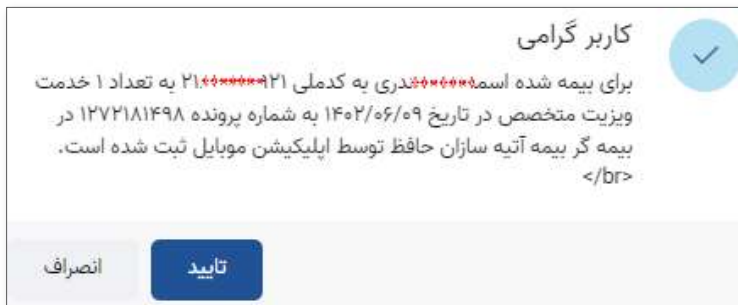 کاربر گرامی
برای بیمه شده اسم******ندری به کدملی ۱۲۱*******۲۱ به تعداد ۱ خدمت
ویزیت متخصص در تاریخ ۱۴۰۲/۰۶/۰۹ به شماره پرونده ۱۲۷۲۱۸۱۴۹۸ در
بیمه گر بیمه آتیه سازان حافظ توسط اپلیکیشن موبایل ثبت شده است.
</br>
تایید
انصراف